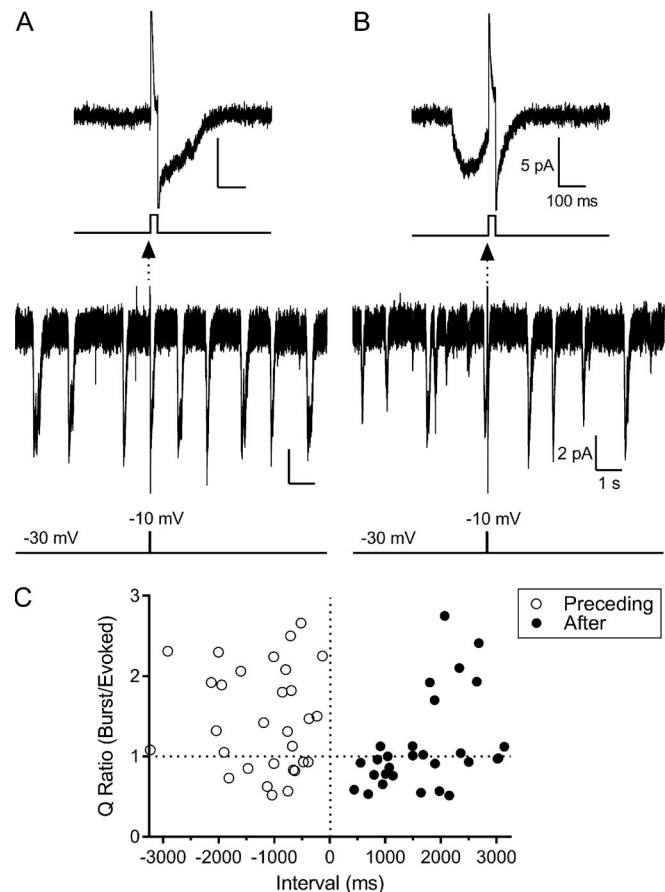 A
B
5 pA
100 ms
2 pA
1 s
-10 mV
-30 mV
-10 mV
-30 mV
C
Preceding
After
Q Ratio (Burst/Evoked)
3
2
1
0
-3000
-2000
-1000
0
1000
2000
3000
Interval (ms)